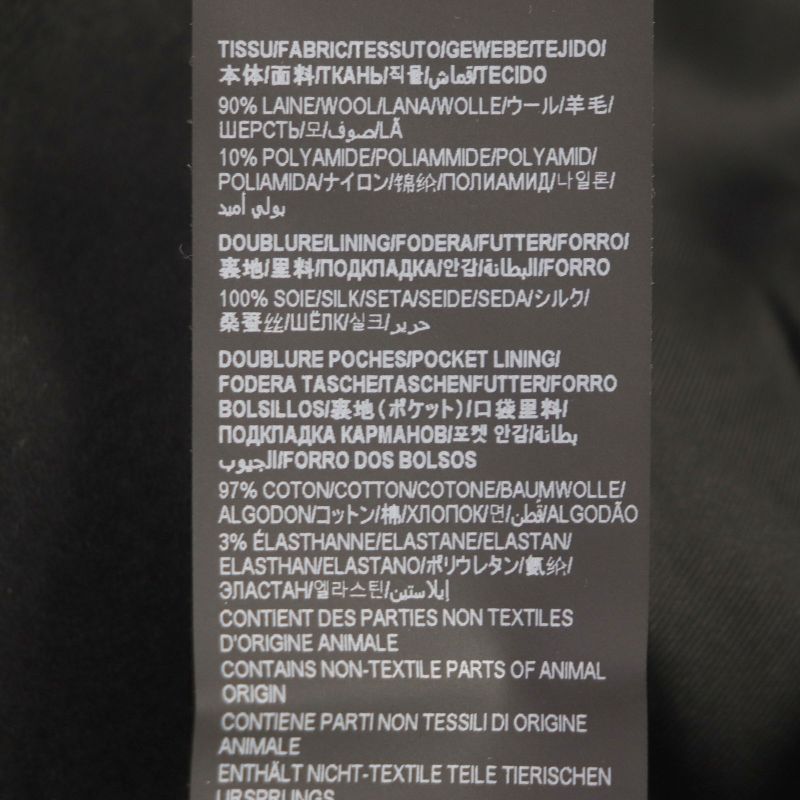 TISSU/FABRIC/TESSUTO/GEWEBE/TEJIDO/
本体/面料/ТКАНЬ/직물/قماش/TECIDO
90% LAINE/WOOL/LANA/WOLLE/ウール/羊毛/
ШЕРСТЬ/모/صوف/LÃ
10% POLYAMIDE/POLIAMMIDE/POLYAMID/
POLIAMIDA/ナイロン/锦纶/ПОЛИАМИД/나일론/
بولي أميد
DOUBLURE/LINING/FODERA/FUTTER/FORRO/
裏地/里料/ПОДКЛАДКА/안감/البطانة/FORRO
100% SOIE/SILK/SETA/SEIDE/SEDA/シルク/
桑蚕丝/ШЁЛК/실크/حرير
DOUBLURE POCHES/POCKET LINING/
FODERA TASCHE/TASCHENFUTTER/FORRO
BOLSILLOS/裏地(ポケット)/口袋里料/
ПОДКЛАДКА КАРМАНОВ/포켓 안감/بطانة
الجيوب/FORRO DOS BOLSOS
97% COTON/COTTON/COTONE/BAUMWOLLE/
ALGODON/コットン/棉/ХЛОПОК/면/قطن/ALGODÃO
3% ÉLASTHANNE/ELASTANE/ELASTAN/
ELASTHAN/ELASTANO/ポリウレタン/氨纶/
ЭЛАСТАН/엘라스틴/إيلاستين
CONTIENT DES PARTIES NON TEXTILES
D'ORIGINE ANIMALE
CONTAINS NON-TEXTILE PARTS OF ANIMAL
ORIGIN
CONTIENE PARTI NON TESSILI DI ORIGINE
ANIMALE
ENTHÄLT NICHT-TEXTILE TEILE TIERISCHEN
URSPRUNGS